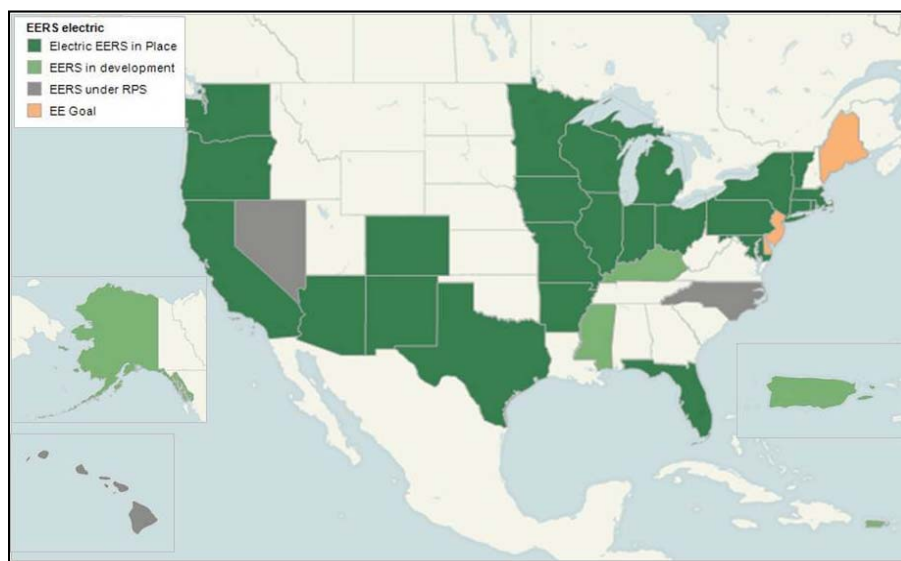 EERS electric
Electric EERS in Place
EERS in development
EERS under RPS
EE Goal